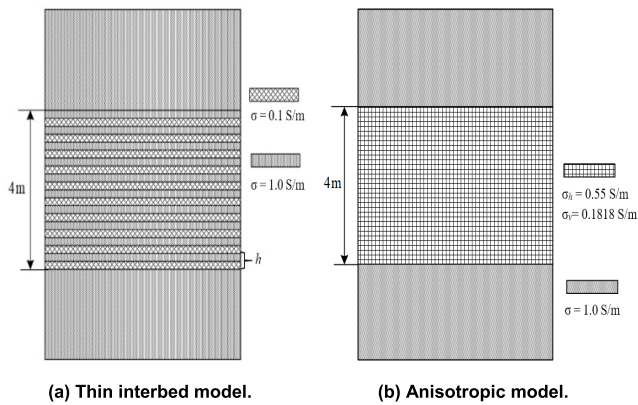 σ = 0.1 S/m
4m
σ = 1.0 S/m
h
(a) Thin interbed model.
4m
σh = 0.55 S/m
σv= 0.1818 S/m
σ = 1.0 S/m
(b) Anisotropic model.